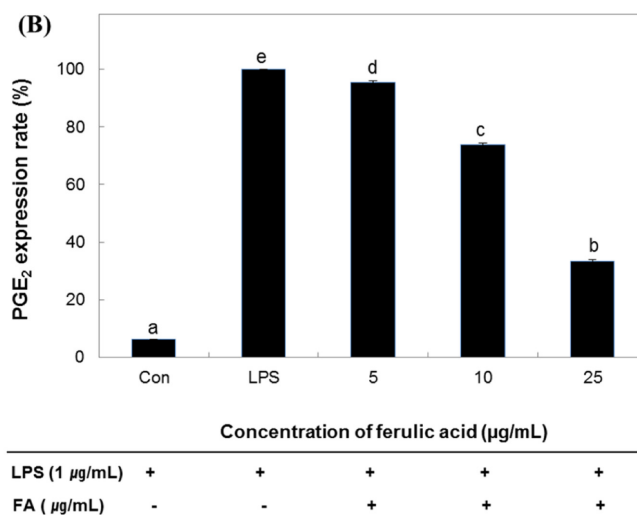 (B)
PGE₂ expression rate (%)
100
80
60
40
20
0
a
e
d
c
b
Con LPS 5 10 25
Concentration of ferulic acid (µg/mL)
LPS (1 µg/mL) + + + + +
FA ( µg/mL) - - + + +